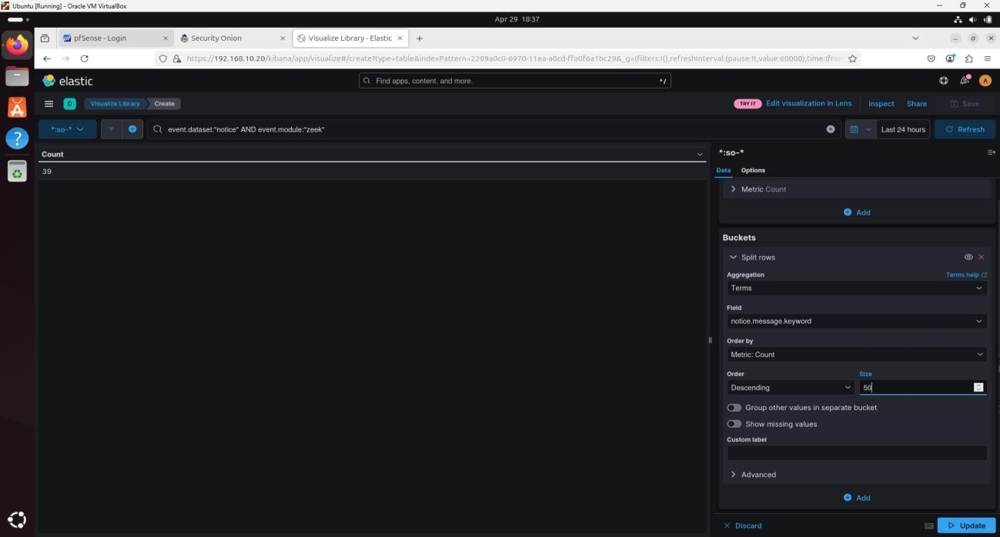 Ubuntu [Running] - Oracle VM VirtualBox
Apr 29 18:37
pfSense - Login
Security Onion
Visualize Library - Elastic
https://192.168.10.20/kibana/app/visualize#/create?type=table&indexPattern=2289a0c0-6970-11ea-a0cd-ffa0f6a1bc29&_g=(filters:!(),refreshInterval:(pause:!t,value:60000),time:(fron
elastic
Find apps, content, and more.
^/
A
D
Visualize Library
Create
TRY IT
Edit visualization in Lens
Inspect
Share
Save
*:so-*
event.dataset:"notice" AND event.module:"zeek"
Last 24 hours
Refresh
Count
39
*:so-*
Data
Options
Metric Count
Add
Buckets
Split rows
Aggregation
Terms help
Terms
Field
notice.message.keyword
Order by
Metric: Count
Order
Size
Descending
50
Group other values in separate bucket
Show missing values
Custom label
Advanced
Add
Discard
Update